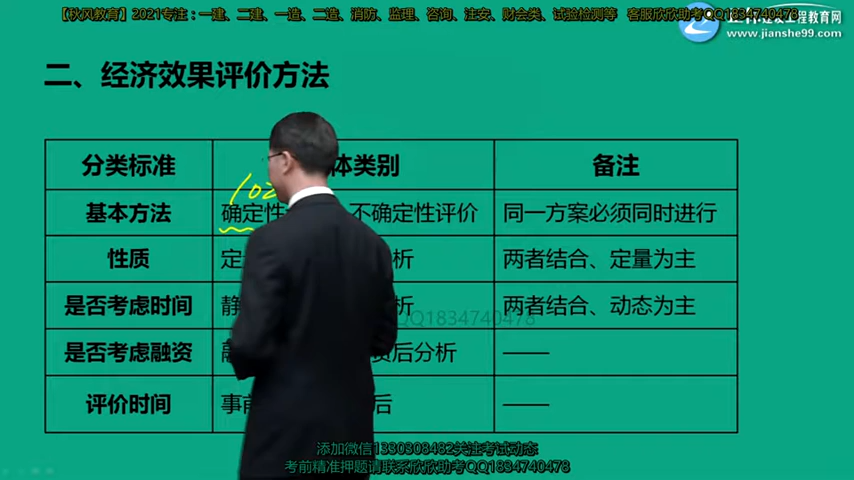 【秋风教育】2021专注：一建、二建、一造、二造、消防、监理、咨询、注安、财会类、试验检测等 客服欣欣助考QQ1834740478
工程教育网
www.jianshe99.com
二、经济效果评价方法
分类标准 体类别 备注
10
基本方法 确定性 不确定性评价 同一方案必须同时进行
性质 定 析 两者结合、定量为主
是否考虑时间 静 析 两者结合、动态为主
QQ1834740478
是否考虑融资 融 资后分析 ——
评价时间 事前 后 ——
添加微信1330308482关注考试动态
考前精准押题请联系欣欣助考QQ1834740478